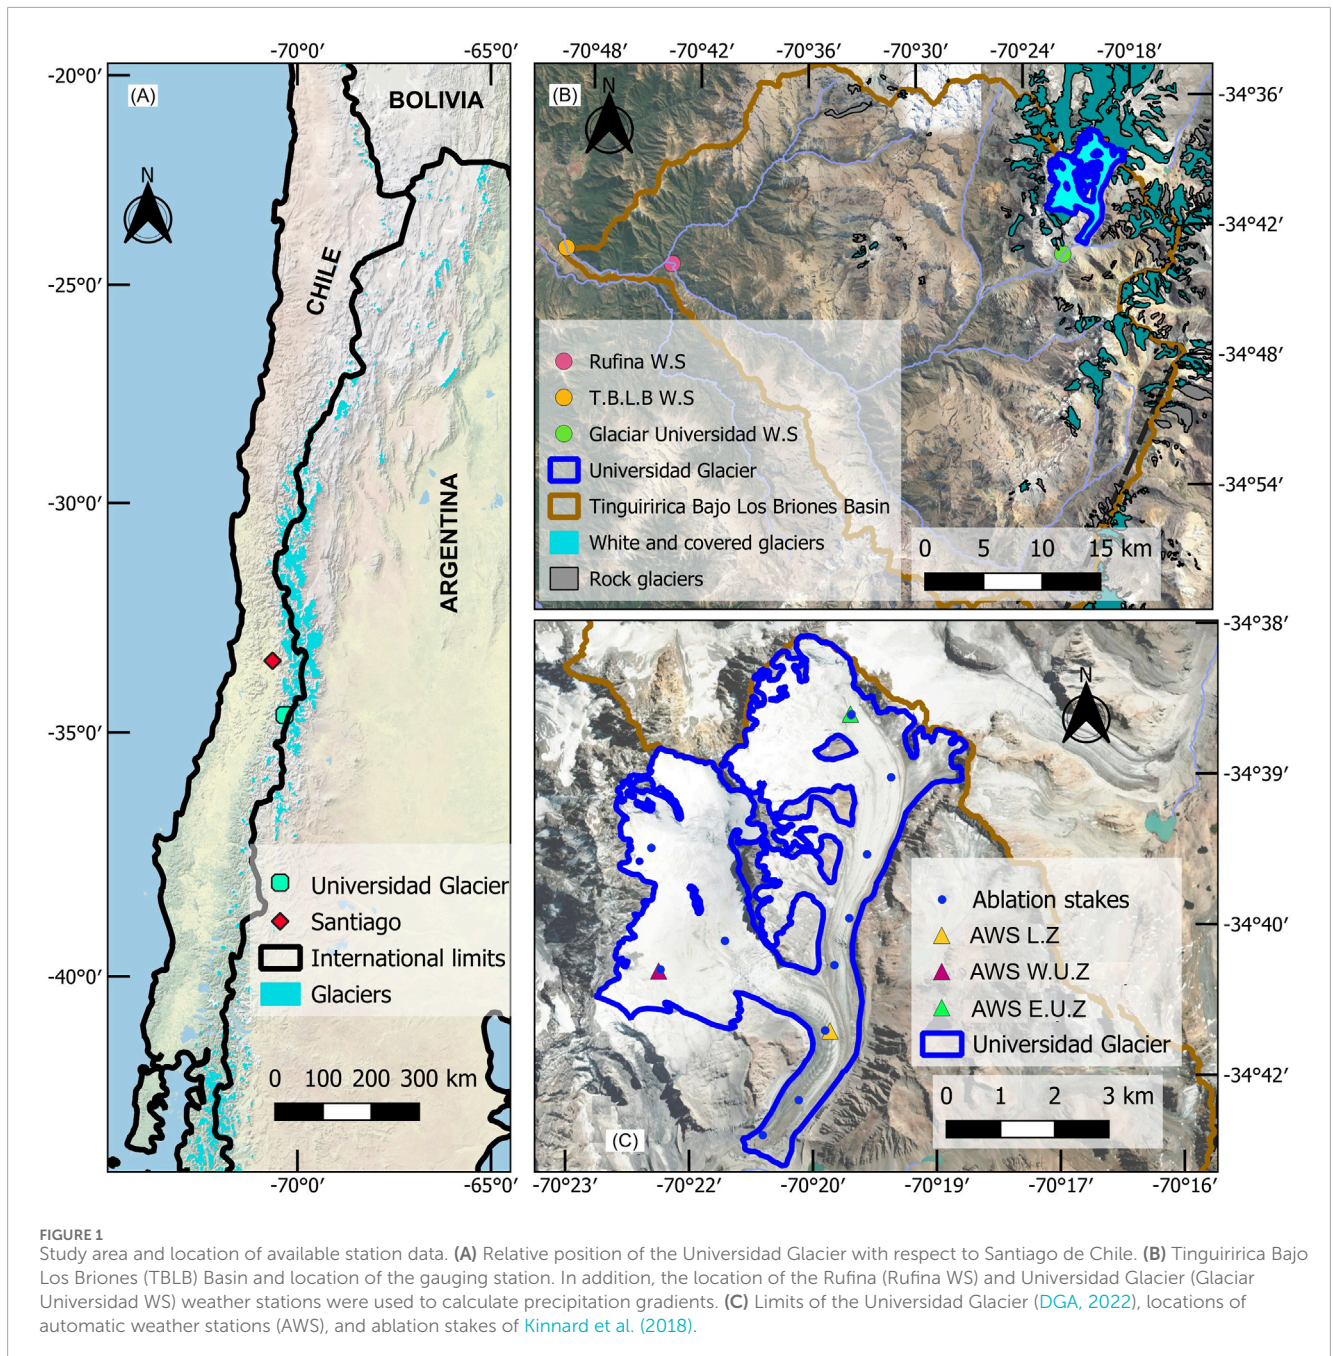 -70°0′ -65°0′
-20°0′
-25°0′
-30°0′
-35°0′
-40°0′
(A)
N
BOLIVIA
CHILE
ARGENTINA
Universidad Glacier
Santiago
International limits
Glaciers
0 100 200 300 km
-70°0′ -65°0′
-70°48′ -70°42′ -70°36′ -70°30′ -70°24′ -70°18′
(B)
N
-34°36′
-34°42′
-34°48′
-34°54′
Rufina W.S
T.B.L.B W.S
Glaciar Universidad W.S
Universidad Glacier
Tinguiririca Bajo Los Briones Basin
White and covered glaciers
Rock glaciers
0 5 10 15 km
-34°38′
-34°39′
-34°40′
-34°42′
N
Ablation stakes
AWS L.Z
AWS W.U.Z
AWS E.U.Z
Universidad Glacier
0 1 2 3 km
(C)
-70°23′ -70°22′ -70°20′ -70°19′ -70°17′ -70°16′
FIGURE 1
Study area and location of available station data. (A) Relative position of the Universidad Glacier with respect to Santiago de Chile. (B) Tinguiririca Bajo
Los Briones (TBLB) Basin and location of the gauging station. In addition, the location of the Rufina (Rufina WS) and Universidad Glacier (Glaciar
Universidad WS) weather stations were used to calculate precipitation gradients. (C) Limits of the Universidad Glacier (DGA, 2022), locations of
automatic weather stations (AWS), and ablation stakes of Kinnard et al. (2018).